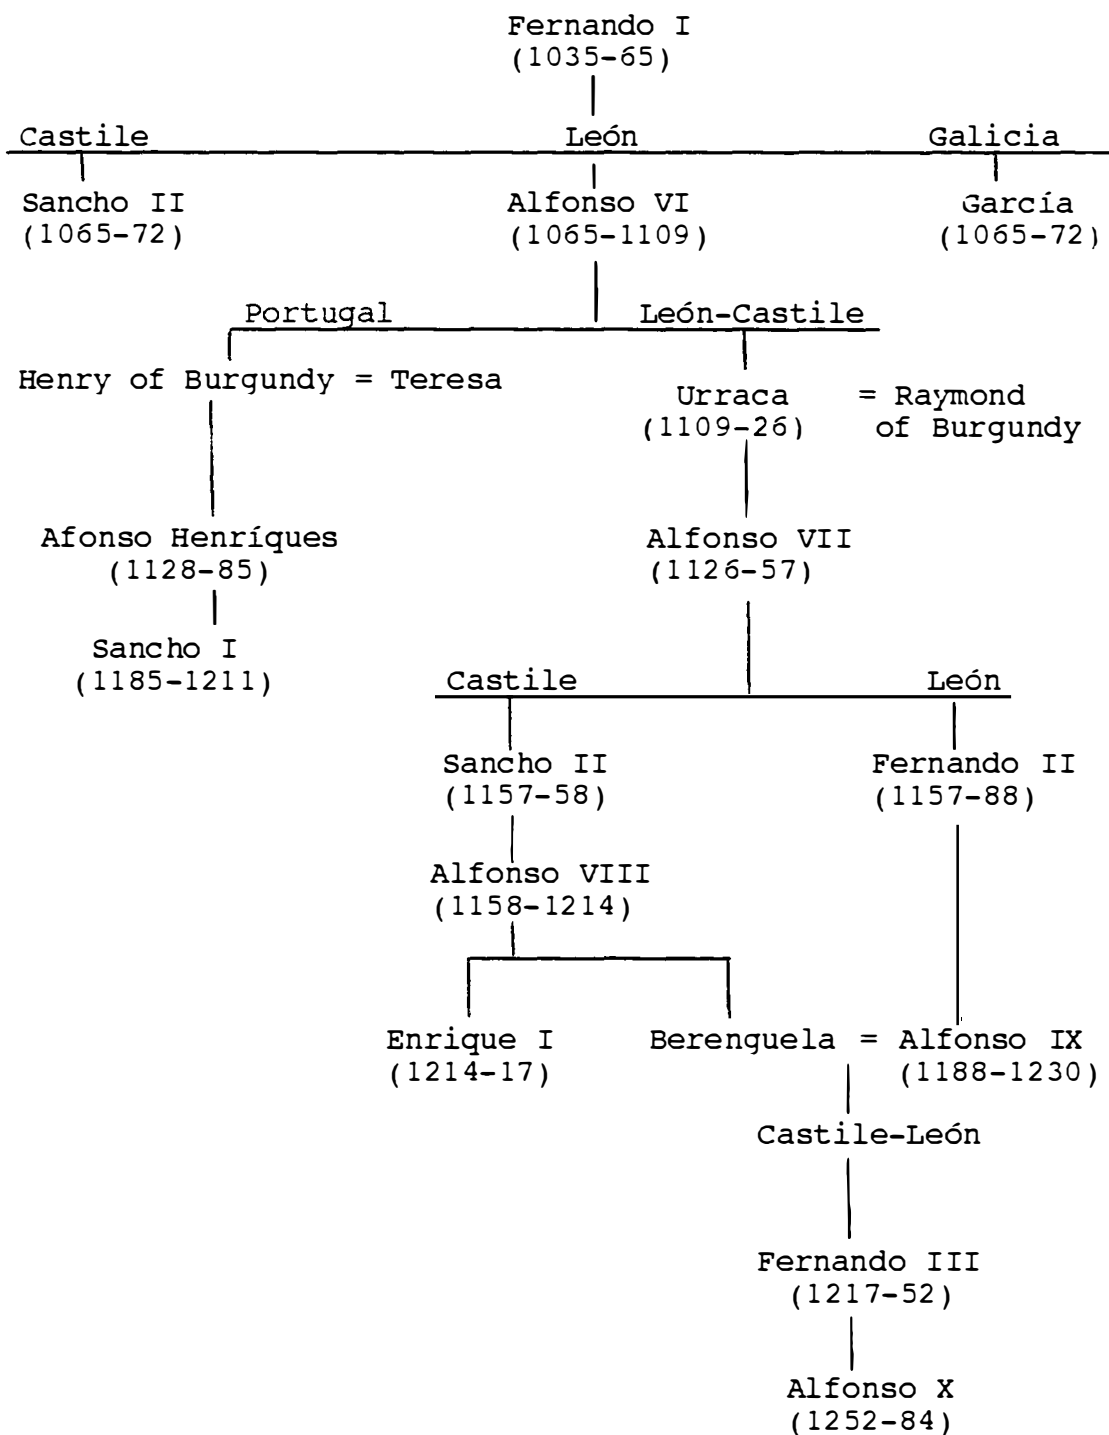 Fernando I
(1035-65)
Castile León Galicia
Sancho II Alfonso VI García
(1065-72) (1065-1109) (1065-72)
Portugal León-Castile
Henry of Burgundy = Teresa
Urraca = Raymond
(1109-26) of Burgundy
Afonso Henríques Alfonso VII
(1128-85) (1126-57)
Sancho I
(1185-1211)
Castile León
Sancho II Fernando II
(1157-58) (1157-88)
Alfonso VIII
(1158-1214)
Enrique I Berenguela = Alfonso IX
(1214-17) (1188-1230)
Castile-León
Fernando III
(1217-52)
Alfonso X
(1252-84)